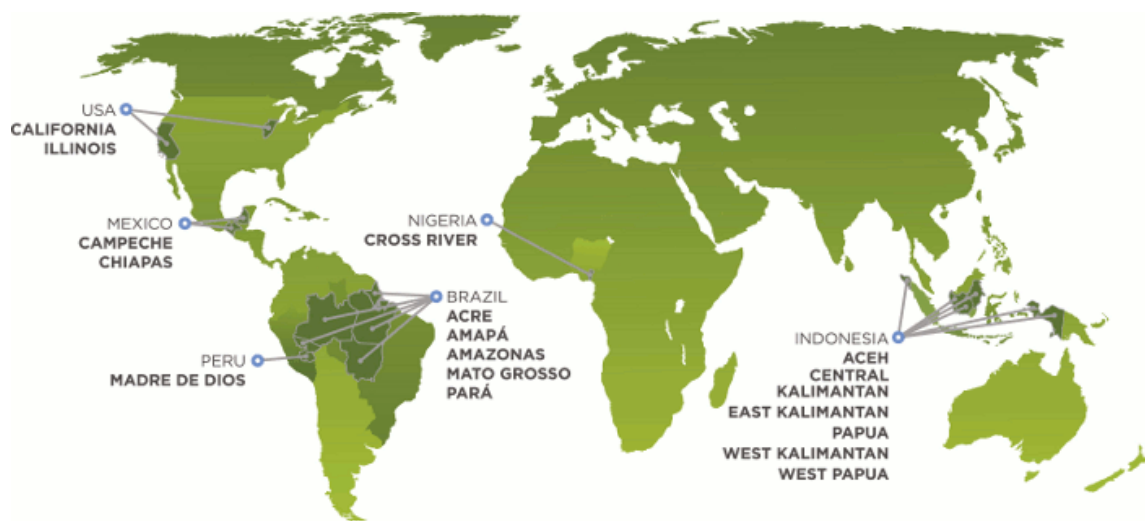 USA
CALIFORNIA
ILLINOIS
MEXICO
CAMPECHE
CHIAPAS
NIGERIA
CROSS RIVER
BRAZIL
ACRE
AMAPÁ
AMAZONAS
MATO GROSSO
PARÁ
PERU
MADRE DE DIOS
INDONESIA
ACEH
CENTRAL
KALIMANTAN
EAST KALIMANTAN
PAPUA
WEST KALIMANTAN
WEST PAPUA